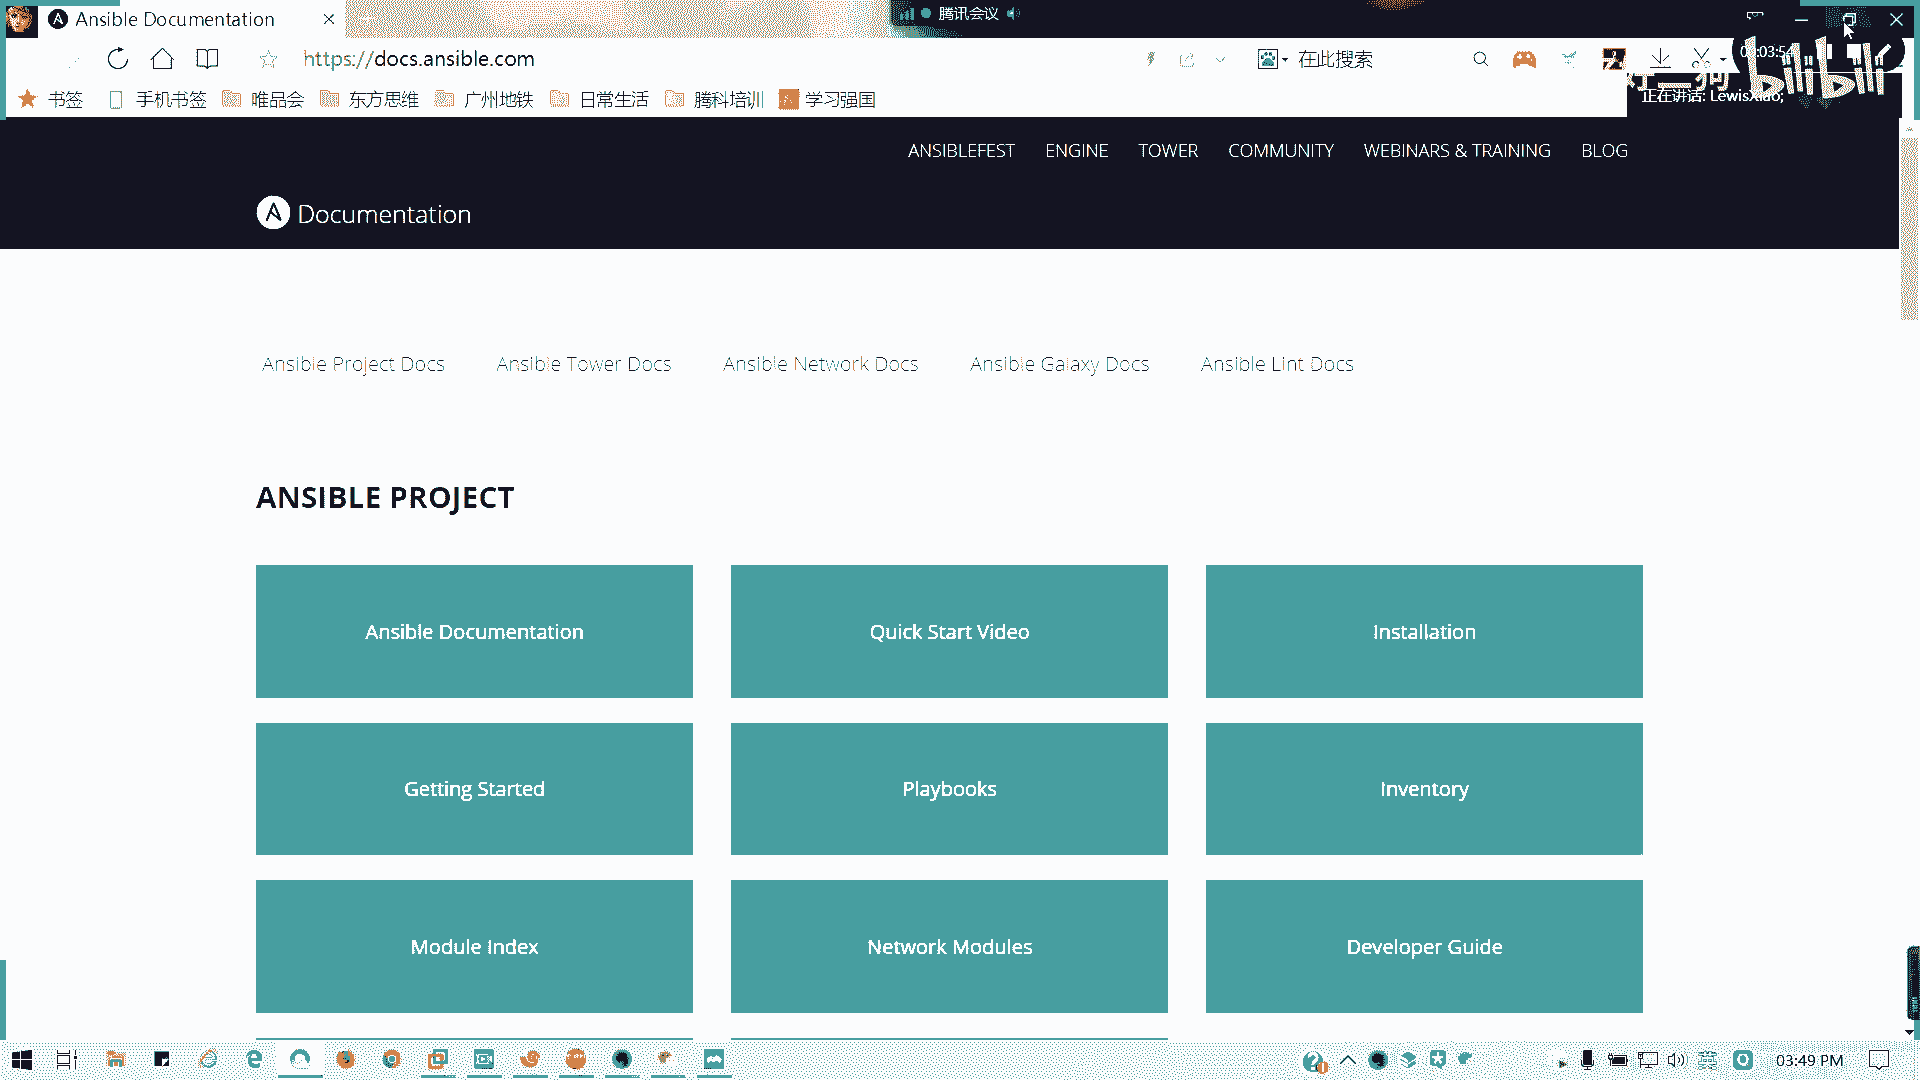 Ansible Documentation
腾讯会议
https://docs.ansible.com
在此搜索
bilibili
正在讲话: LewisXiao;
书签 手机书签 唯品会 东方思维 广州地铁 日常生活 腾科培训 学习强国
ANSIBLEFEST ENGINE TOWER COMMUNITY WEBINARS & TRAINING BLOG
Documentation
Ansible Project Docs Ansible Tower Docs Ansible Network Docs Ansible Galaxy Docs Ansible Lint Docs
ANSIBLE PROJECT
Ansible Documentation Quick Start Video Installation
Getting Started Playbooks Inventory
Module Index Network Modules Developer Guide
英
03:49 PM